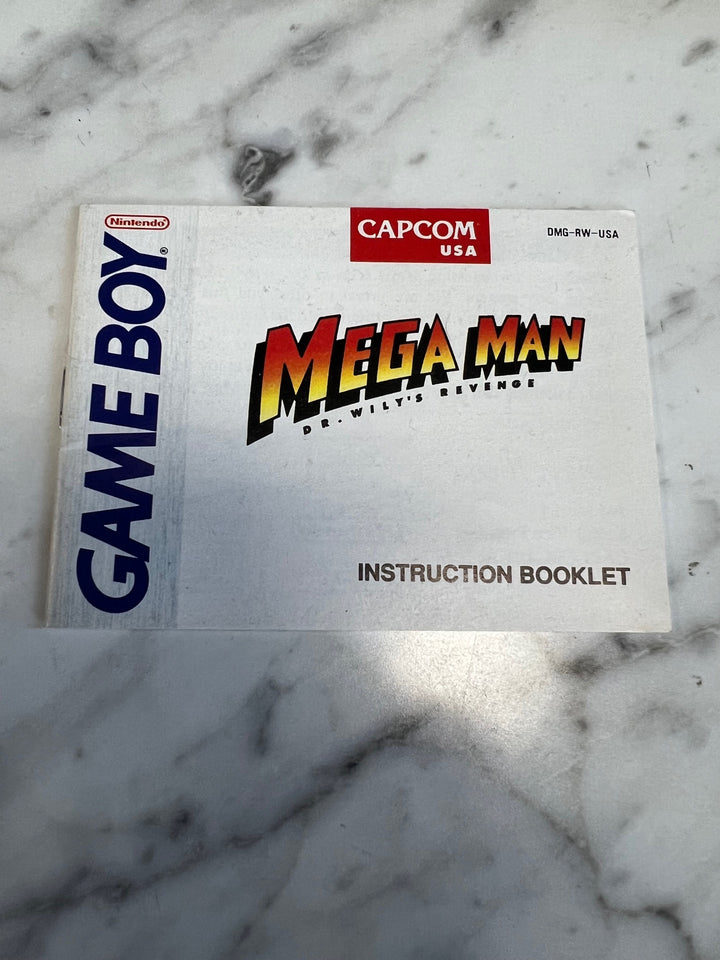 Nintendo®
GAME BOY®
CAPCOM
USA
DMG-RW-USA
MEGA MAN
DR. WILY'S REVENGE
INSTRUCTION BOOKLET